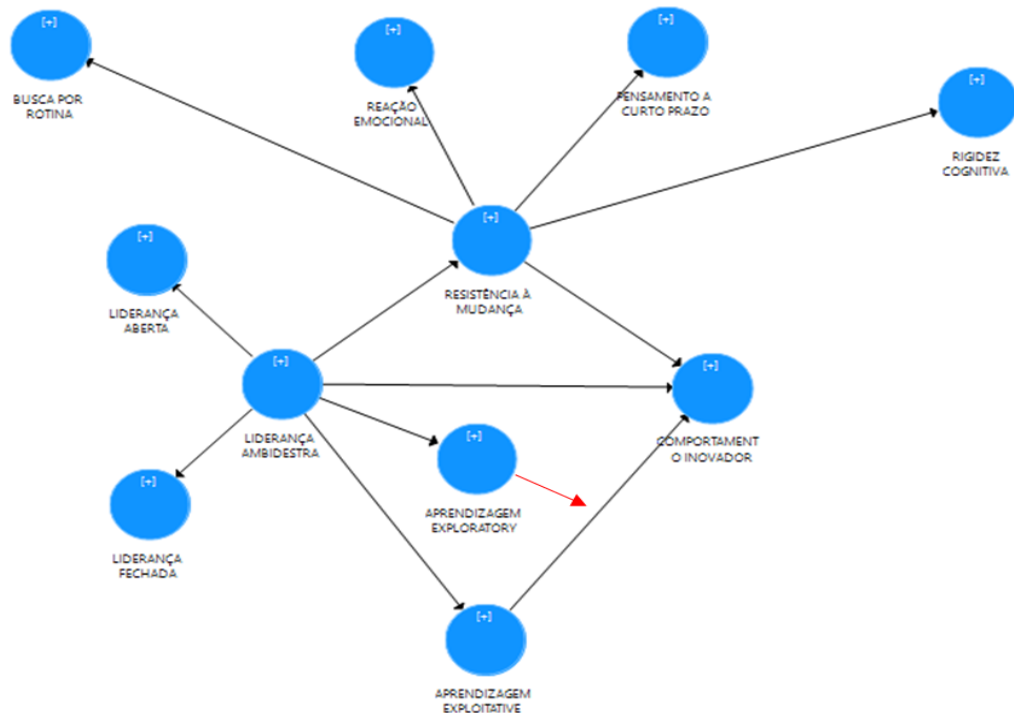 [+]
BUSCA POR
ROTINA
[+]
REAÇÃO
EMOCIONAL
[+]
PENSAMENTO A
CURTO PRAZO
[+]
RIGIDEZ
COGNITIVA
[+]
RESISTÊNCIA À
MUDANÇA
[+]
LIDERANÇA
ABERTA
[+]
LIDERANÇA
AMBIDESTRA
[+]
COMPORTAMENT
O INOVADOR
[+]
APRENDIZAGEM
EXPLORATORY
[+]
LIDERANÇA
FECHADA
[+]
APRENDIZAGEM
EXPLOITATIVE